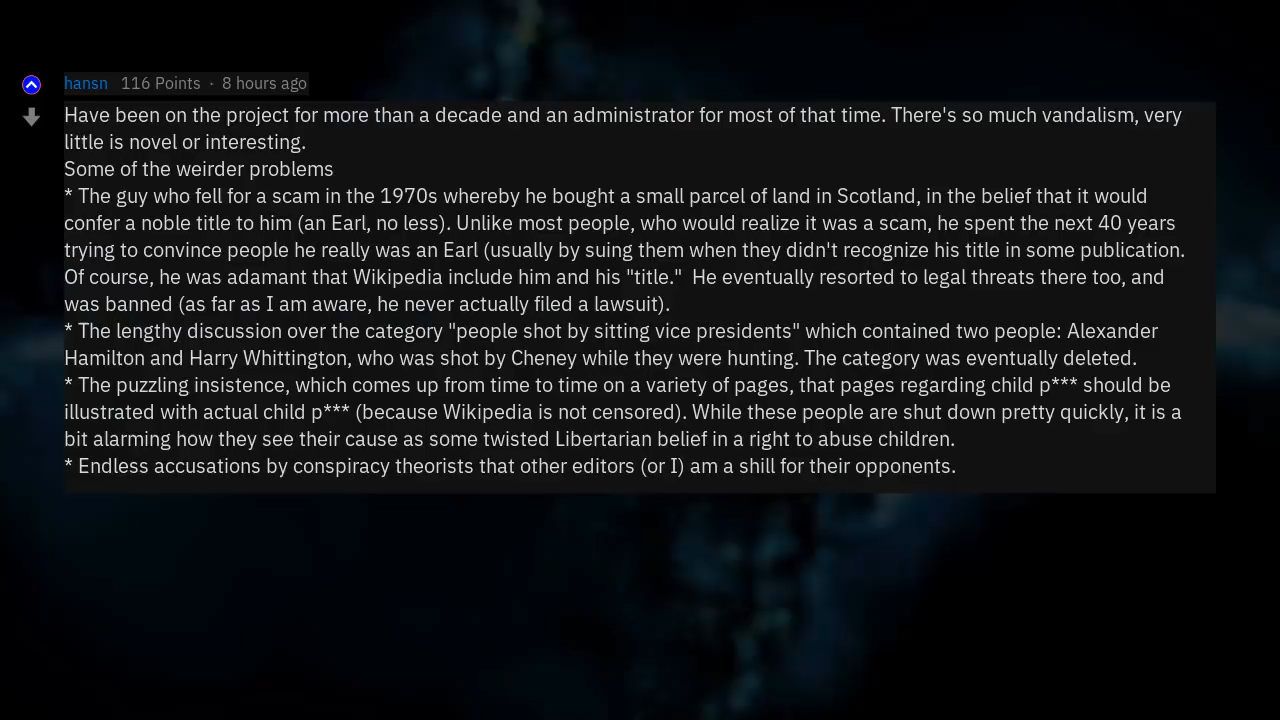 hansn 116 Points · 8 hours ago
Have been on the project for more than a decade and an administrator for most of that time. There's so much vandalism, very
little is novel or interesting.
Some of the weirder problems
* The guy who fell for a scam in the 1970s whereby he bought a small parcel of land in Scotland, in the belief that it would
confer a noble title to him (an Earl, no less). Unlike most people, who would realize it was a scam, he spent the next 40 years
trying to convince people he really was an Earl (usually by suing them when they didn't recognize his title in some publication.
Of course, he was adamant that Wikipedia include him and his "title."  He eventually resorted to legal threats there too, and
was banned (as far as I am aware, he never actually filed a lawsuit).
* The lengthy discussion over the category "people shot by sitting vice presidents" which contained two people: Alexander
Hamilton and Harry Whittington, who was shot by Cheney while they were hunting. The category was eventually deleted.
* The puzzling insistence, which comes up from time to time on a variety of pages, that pages regarding child p*** should be
illustrated with actual child p*** (because Wikipedia is not censored). While these people are shut down pretty quickly, it is a
bit alarming how they see their cause as some twisted Libertarian belief in a right to abuse children.
* Endless accusations by conspiracy theorists that other editors (or I) am a shill for their opponents.